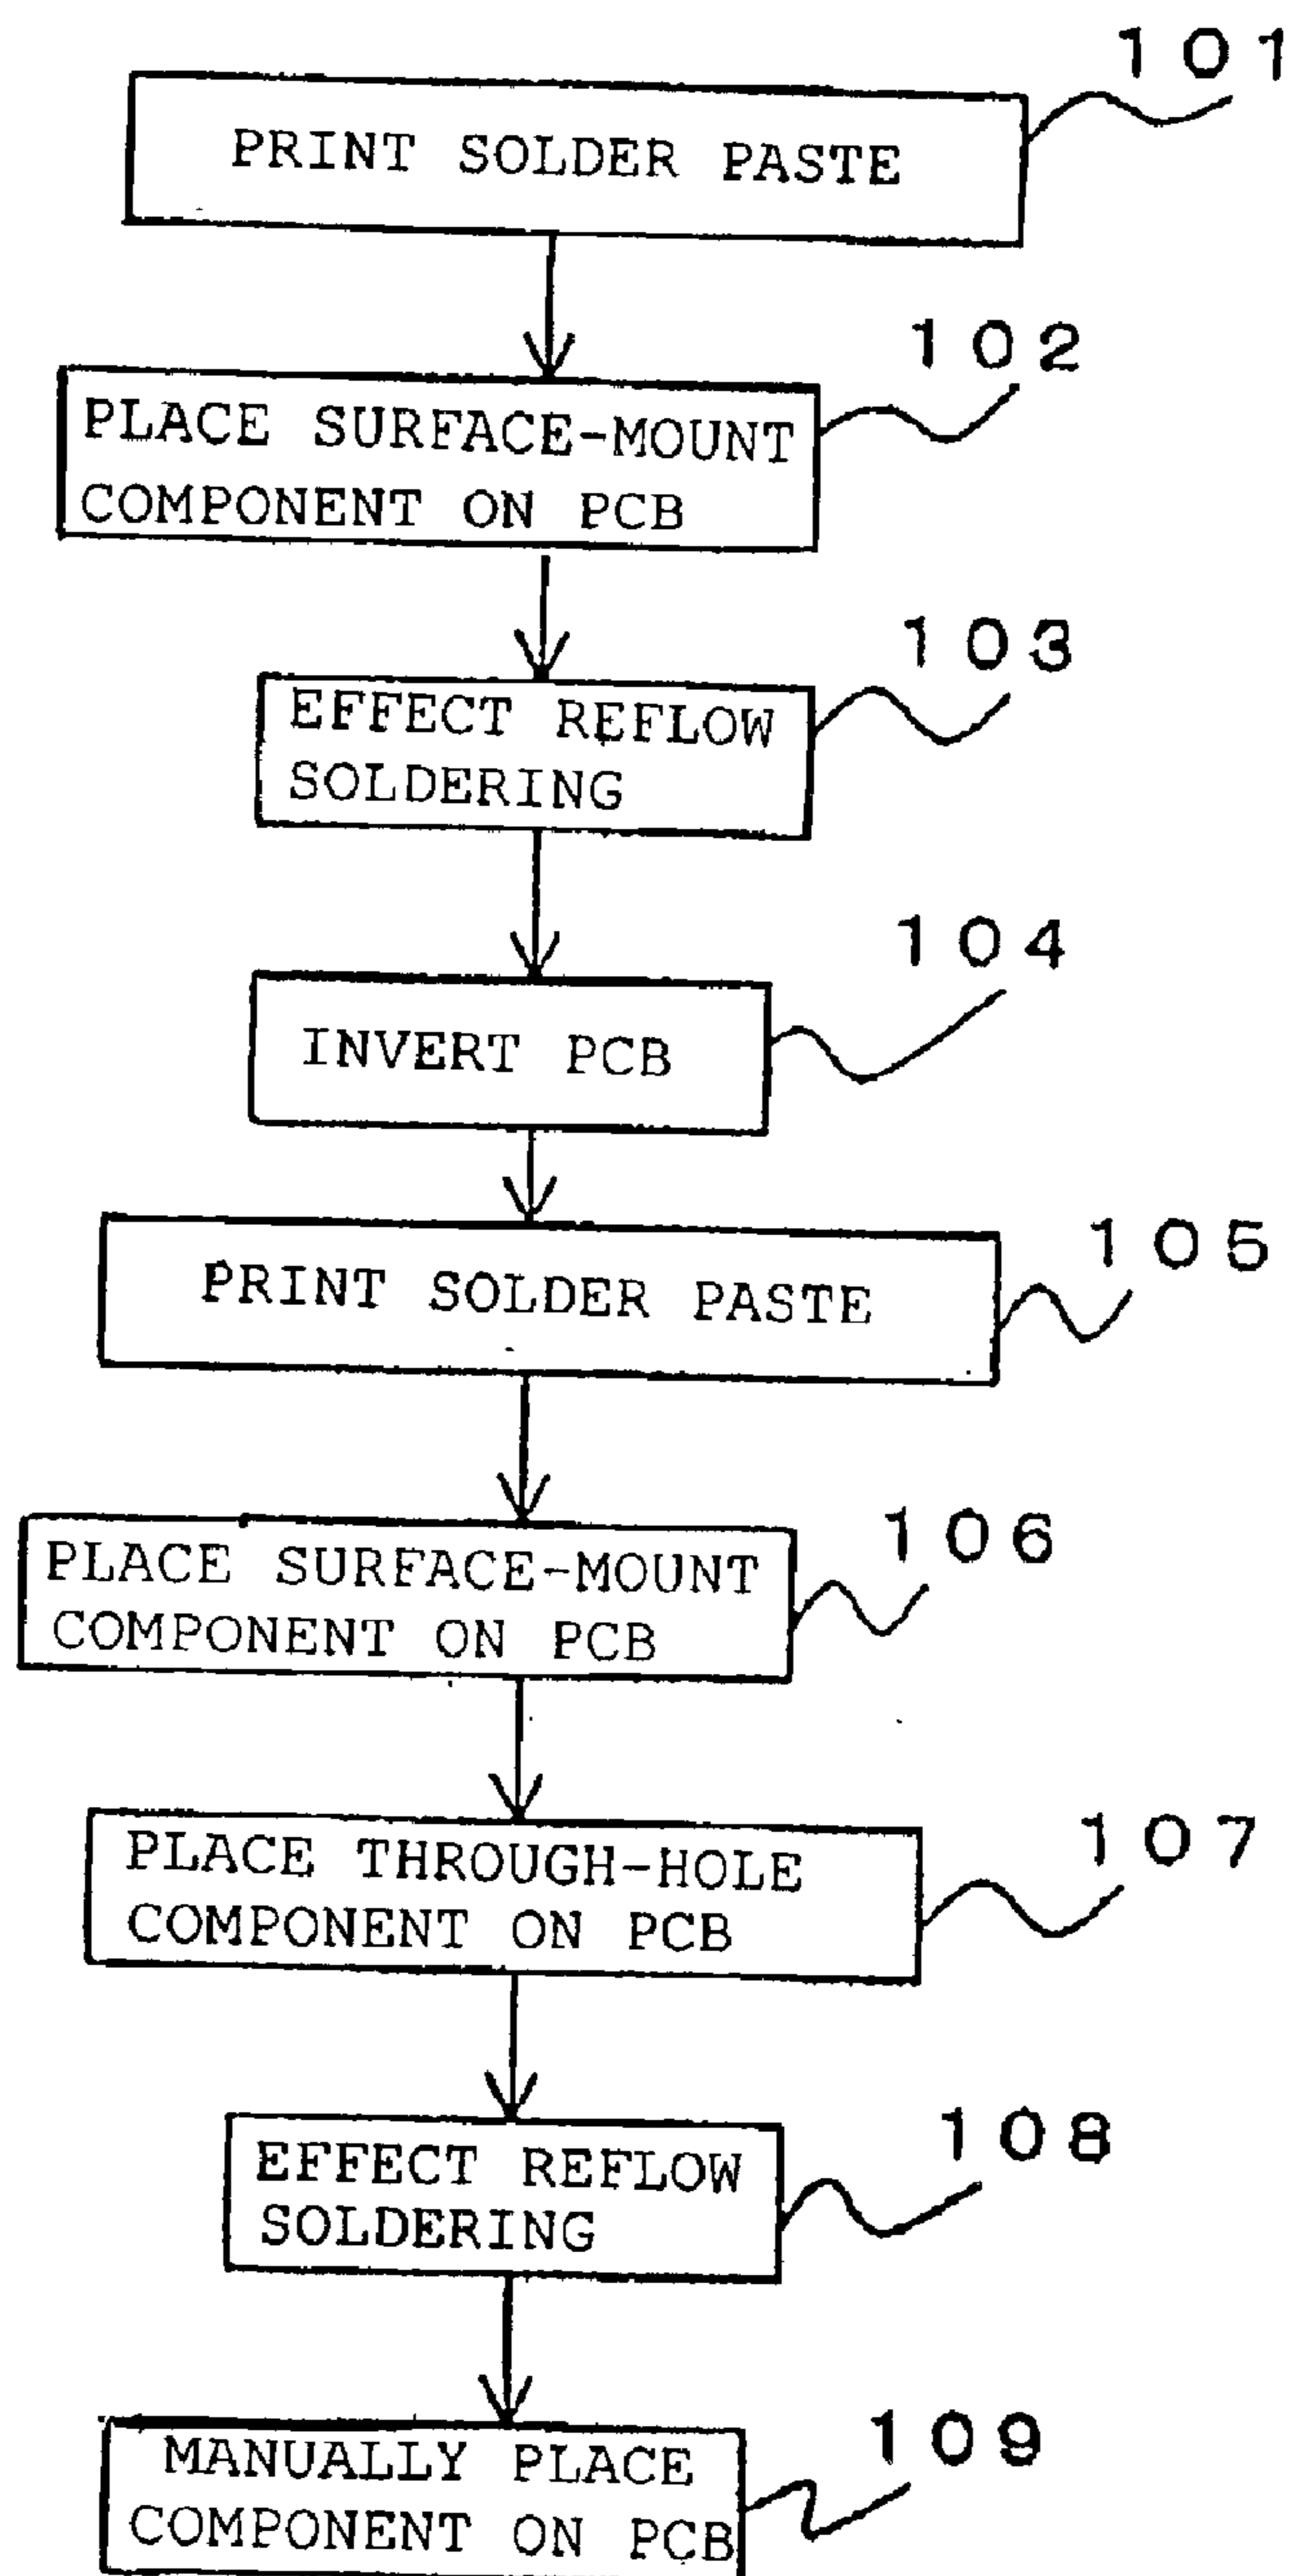 101
PRINT SOLDER PASTE
102
PLACE SURFACE-MOUNT
COMPONENT ON PCB
103
EFFECT REFLOW
SOLDERING
104
INVERT PCB
105
PRINT SOLDER PASTE
106
PLACE SURFACE-MOUNT
COMPONENT ON PCB
107
PLACE THROUGH-HOLE
COMPONENT ON PCB
108
EFFECT REFLOW
SOLDERING
109
MANUALLY PLACE
COMPONENT ON PCB